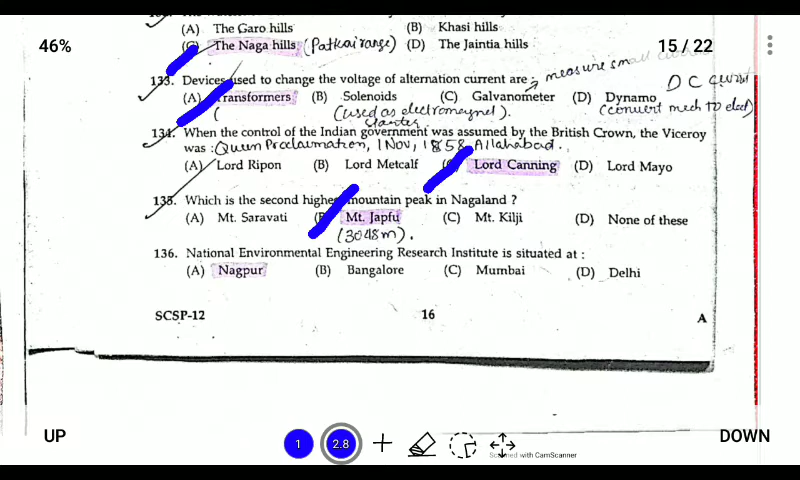 46%
15 / 22
(A) The Garo hills (B) Khasi hills
(C) The Naga hills (Patkai range) (D) The Jaintia hills
133. Devices used to change the voltage of alternation current are :- measure small
DC
(A) Transformers (B) Solenoids (C) Galvanometer (D) Dynamo
( (used as electromagnet). (convert mech to elect)
134. When the control of the Indian government was assumed by the British Crown, the Viceroy
was : Queen Proclamation, 1 Nov, 1858, Allahabad.
(A) Lord Ripon (B) Lord Metcalf Lord Canning (D) Lord Mayo
135. Which is the second highest mountain peak in Nagaland ?
(A) Mt. Saravati (B) Mt. Japfu (C) Mt. Kilji (D) None of these
(3048m).
136. National Environmental Engineering Research Institute is situated at :
(A) Nagpur (B) Bangalore (C) Mumbai (D) Delhi
SCSP-12 16 A
UP 1 2.8 DOWN
Scanned with CamScanner